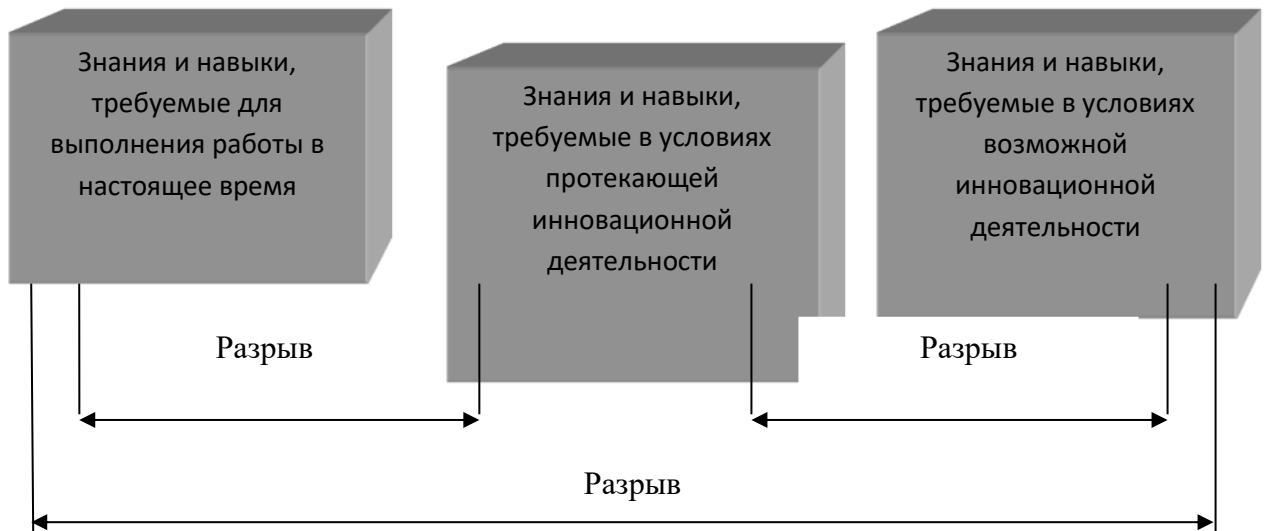 Знания и навыки,
требуемые для
выполнения работы в
настоящее время
Знания и навыки,
требуемые в условиях
протекающей
инновационной
деятельности
Знания и навыки,
требуемые в условиях
возможной
инновационной
деятельности
Разрыв
Разрыв
Разрыв